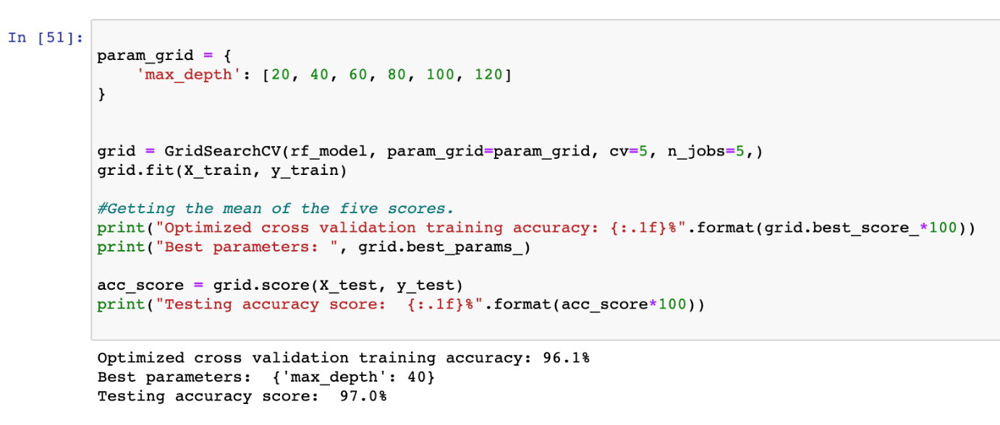 In [51]:
param_grid = {
    'max_depth': [20, 40, 60, 80, 100, 120]
}
grid = GridSearchCV(rf_model, param_grid=param_grid, cv=5, n_jobs=5,)
grid.fit(X_train, y_train)
#Getting the mean of the five scores.
print("Optimized cross validation training accuracy: {:.1f}%".format(grid.best_score_*100))
print("Best parameters: ", grid.best_params_)
acc_score = grid.score(X_test, y_test)
print("Testing accuracy score:  {:.1f}%".format(acc_score*100))
Optimized cross validation training accuracy: 96.1%
Best parameters:  {'max_depth': 40}
Testing accuracy score:  97.0%